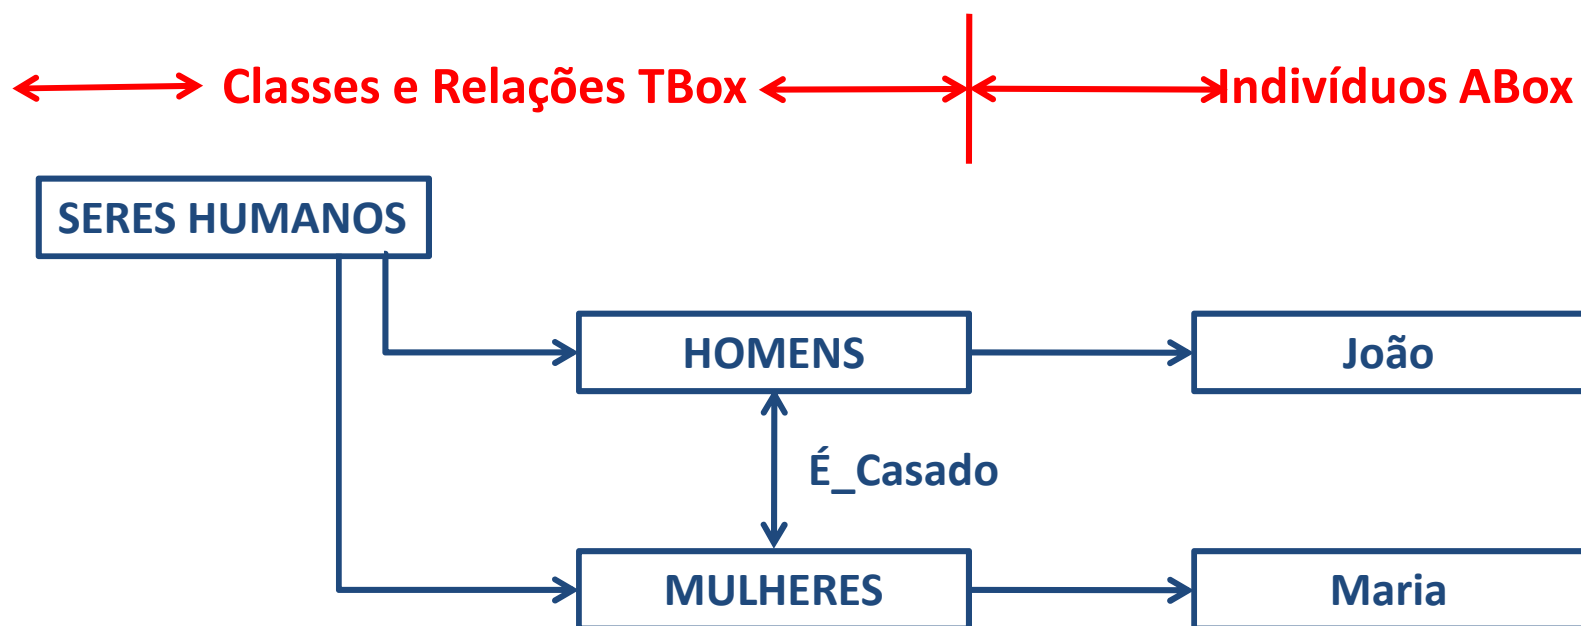 Classes e Relações TBox
Indivíduos ABox
SERES HUMANOS
HOMENS
João
É_Casado
MULHERES
Maria